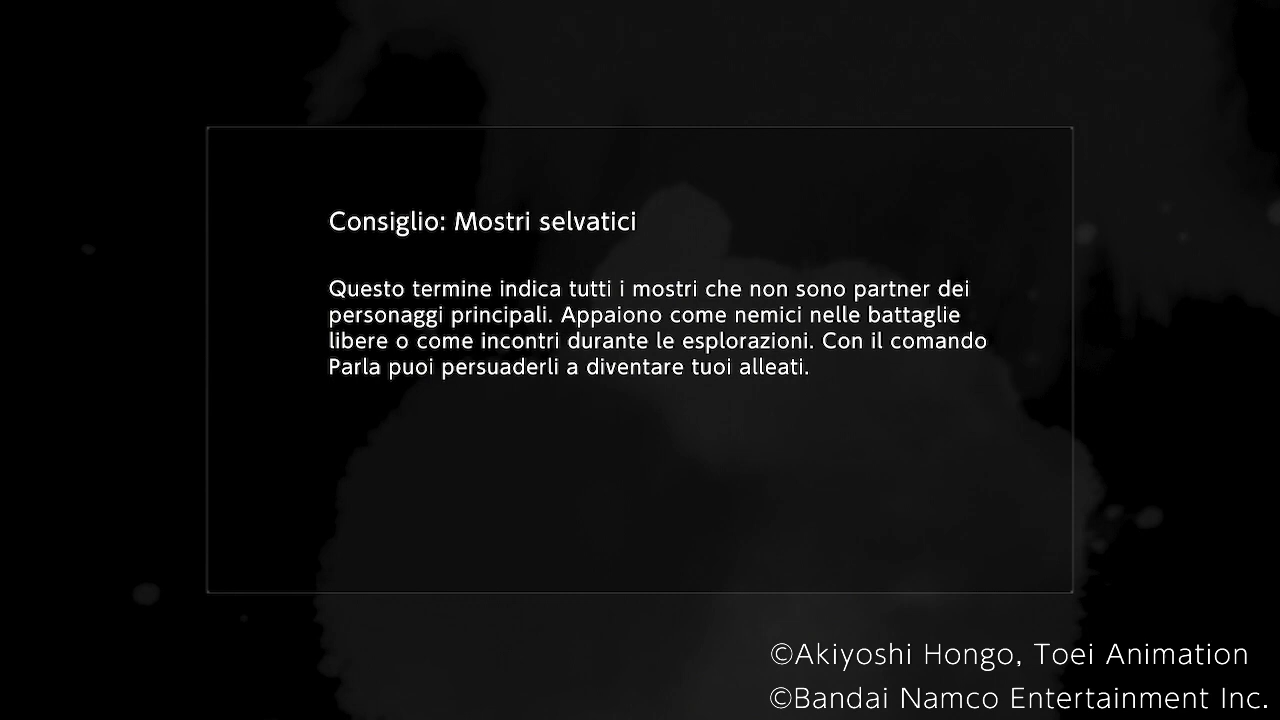 Consiglio: Mostri selvatici
Questo termine indica tutti i mostri che non sono partner dei
personaggi principali. Appaiono come nemici nelle battaglie
libere o come incontri durante le esplorazioni. Con il comando
Parla puoi persuaderli a diventare tuoi alleati.
©Akiyoshi Hongo, Toei Animation
©Bandai Namco Entertainment Inc.